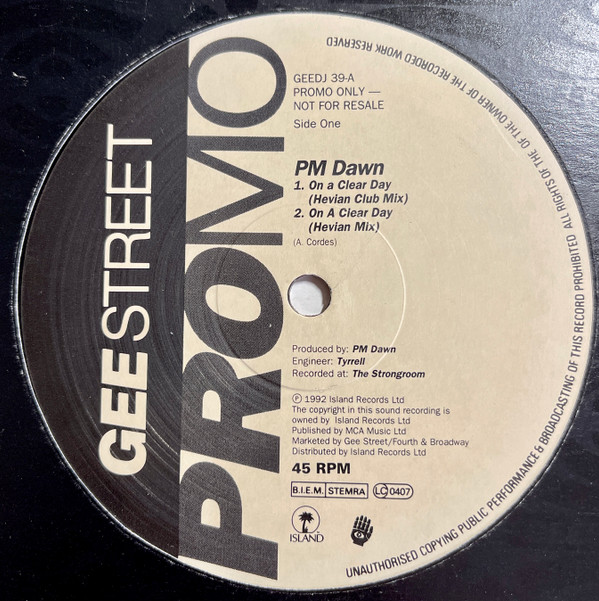 GEE STREET
PROMO
GEEDJ 39-A
PROMO ONLY —
NOT FOR RESALE
Side One
PM Dawn
1. On a Clear Day
(Hevian Club Mix)
2. On A Clear Day
(Hevian Mix)
(A. Cordes)
Produced by: PM Dawn
Engineer: Tyrrell
Recorded at: The Strongroom
℗ 1992 Island Records Ltd
The copyright in this sound recording is
owned by Island Records Ltd
Published by MCA Music Ltd
Marketed by Gee Street/Fourth & Broadway
Distributed by Island Records Ltd
45 RPM
B.I.E.M. STEMRA LC 0407
ISLAND
ALL RIGHTS OF THE OF THE OWNER OF THE RECORDED WORK RESERVED
UNAUTHORISED COPYING PUBLIC PERFORMANCE & BROADCASTING OF THIS RECORD PROHIBITED